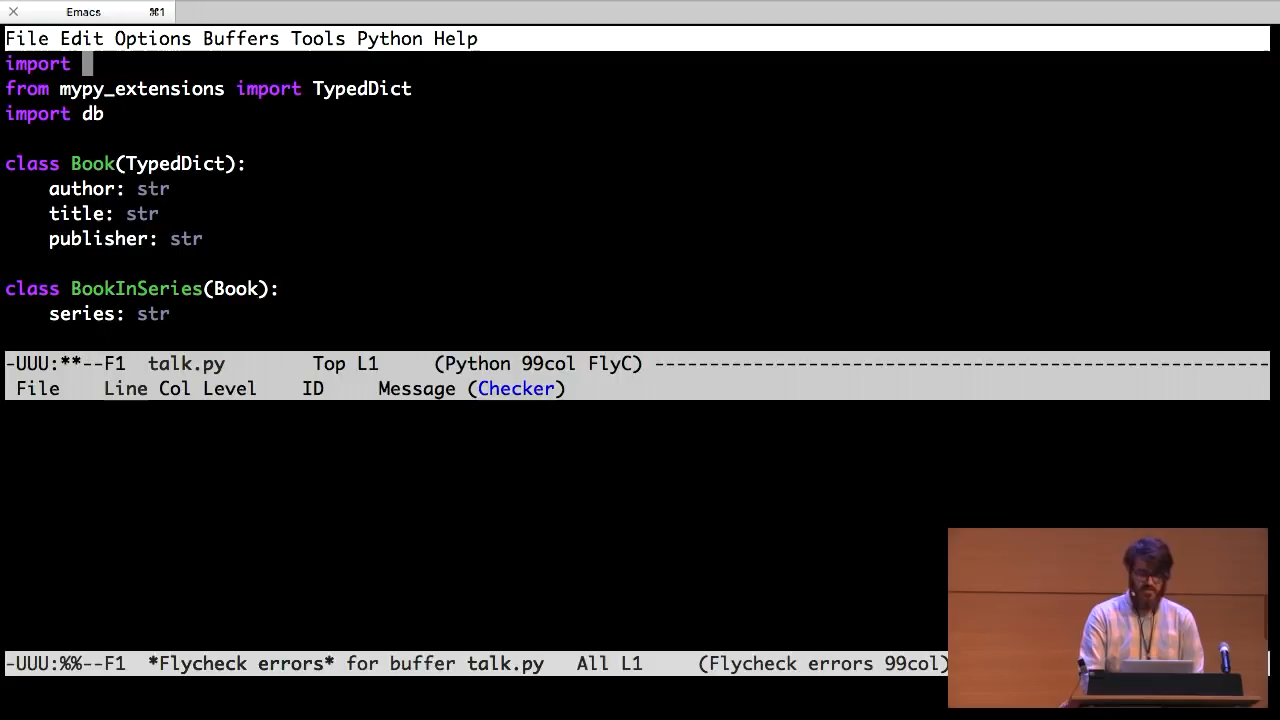 Emacs ⌘1
File Edit Options Buffers Tools Python Help
import
from mypy_extensions import TypedDict
import db
class Book(TypedDict):
author: str
title: str
publisher: str
class BookInSeries(Book):
series: str
-UUU:**--F1 talk.py Top L1 (Python 99col FlyC) --------------------------------------------------------
File Line Col Level ID Message (Checker)
-UUU:%%--F1 *Flycheck errors* for buffer talk.py All L1 (Flycheck errors 99col)